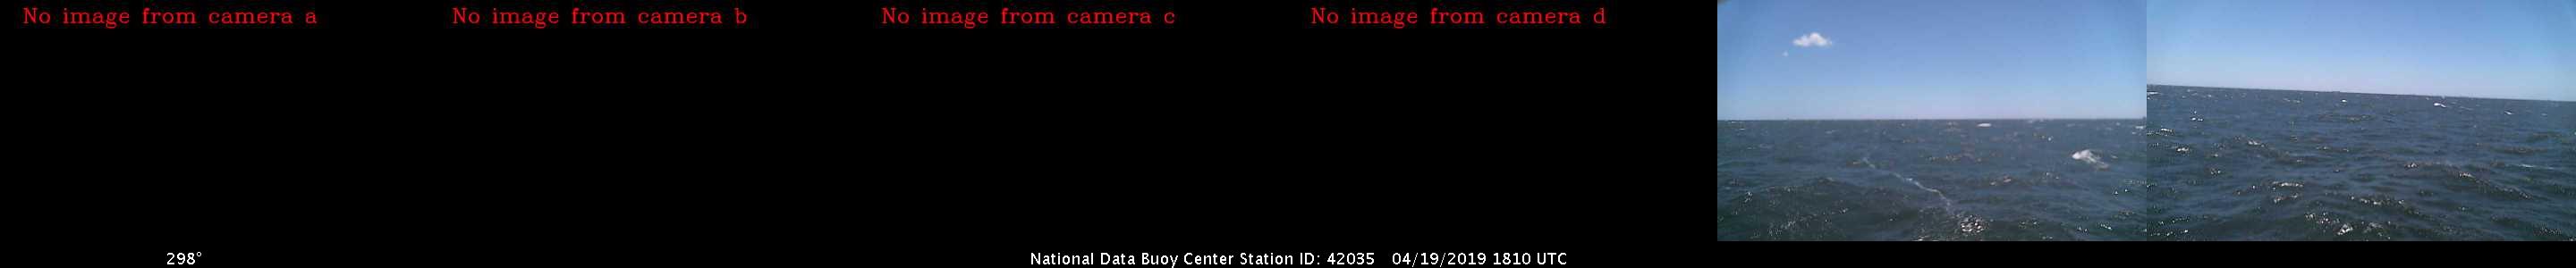 No image from camera a
No image from camera b
No image from camera c
No image from camera d
298°
National Data Buoy Center Station ID: 42035 04/19/2019 1810 UTC